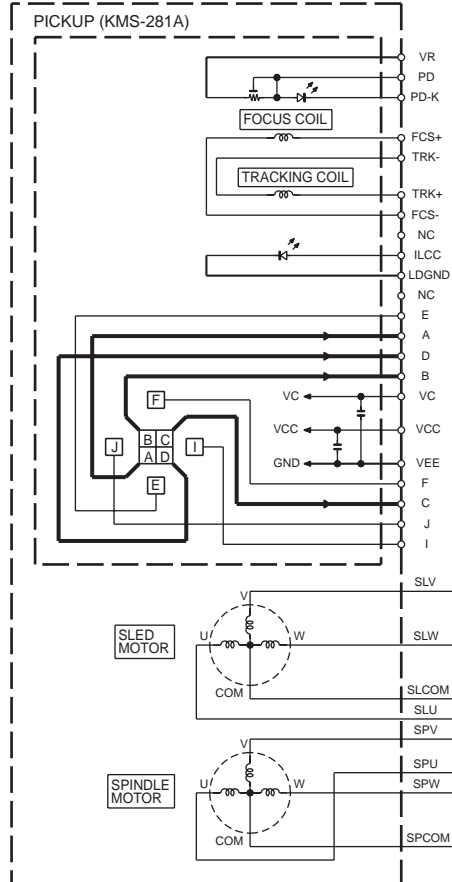 PICKUP (KMS-281A)
VR
PD
PD-K
FOCUS COIL
FCS+
TRK-
TRACKING COIL
TRK+
FCS-
NC
ILCC
LDGND
NC
E
A
D
B
F
VC VC
VCC VCC
GND VEE
J B C I
A D
E
F
C
J
I
SLV
V
SLED
MOTOR
U W SLW
COM SLCOM
SLU
SPV
V
SPU
SPINDLE
MOTOR
U W SPW
COM SPCOM